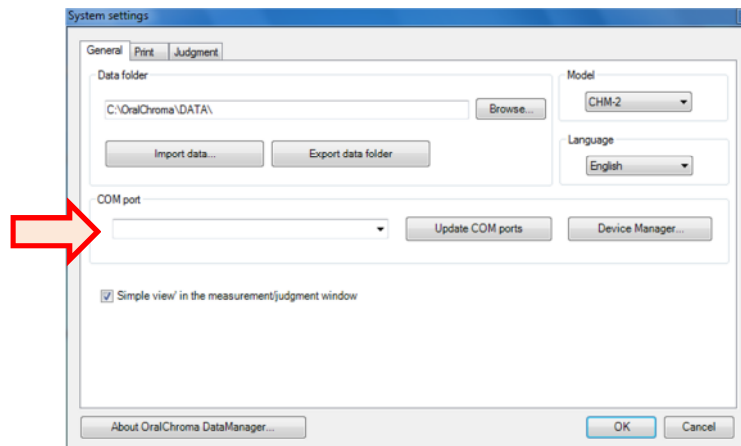 System settings
General Print Judgment
Data folder
C:\OralChroma\DATA\
Browse...
Import data...
Export data folder
Model
CHM-2
Language
English
COM port
Update COM ports
Device Manager...
Simple view' in the measurement/judgment window
About OralChroma DataManager...
OK
Cancel